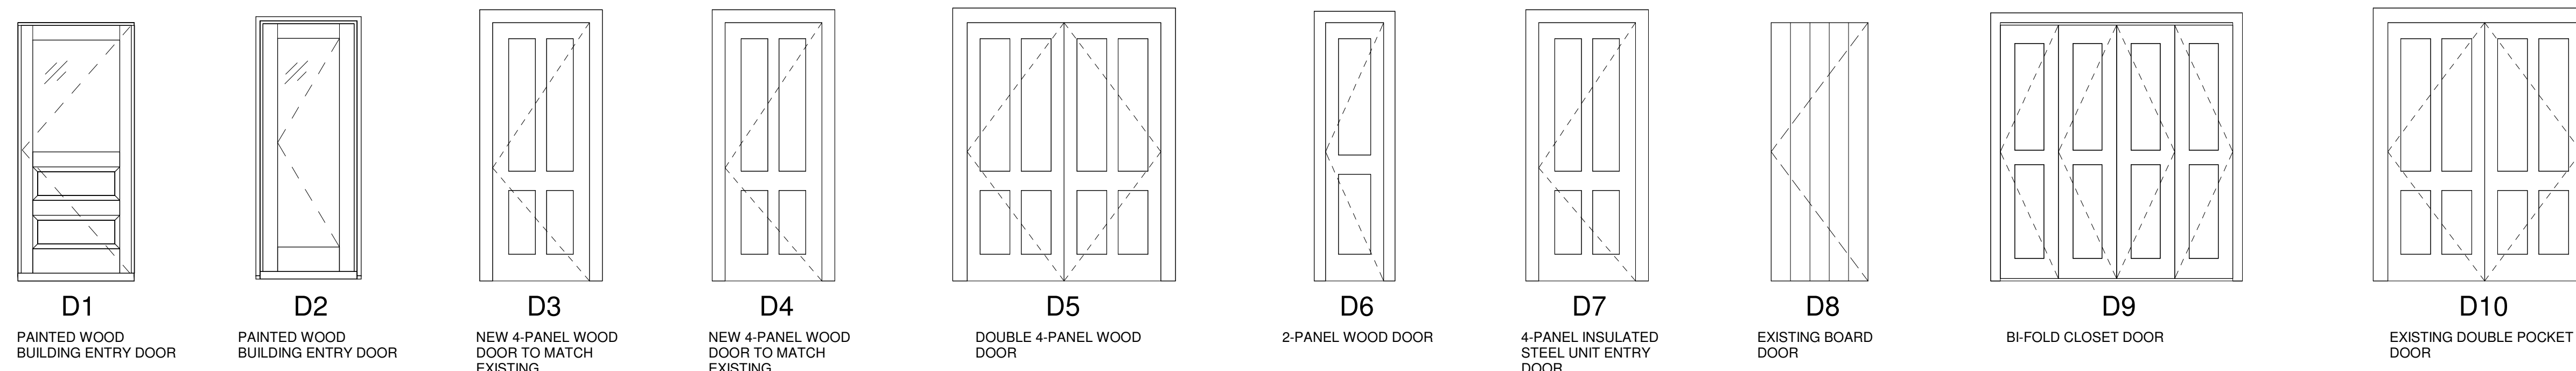 D1
PAINTED WOOD
BUILDING ENTRY DOOR
D2
PAINTED WOOD
BUILDING ENTRY DOOR
D3
NEW 4-PANEL WOOD
DOOR TO MATCH
EXISTING
D4
NEW 4-PANEL WOOD
DOOR TO MATCH
EXISTING
D5
DOUBLE 4-PANEL WOOD
DOOR
D6
2-PANEL WOOD DOOR
D7
4-PANEL INSULATED
STEEL UNIT ENTRY
DOOR
D8
EXISTING BOARD
DOOR
D9
BI-FOLD CLOSET DOOR
D10
EXISTING DOUBLE POCKET
DOOR